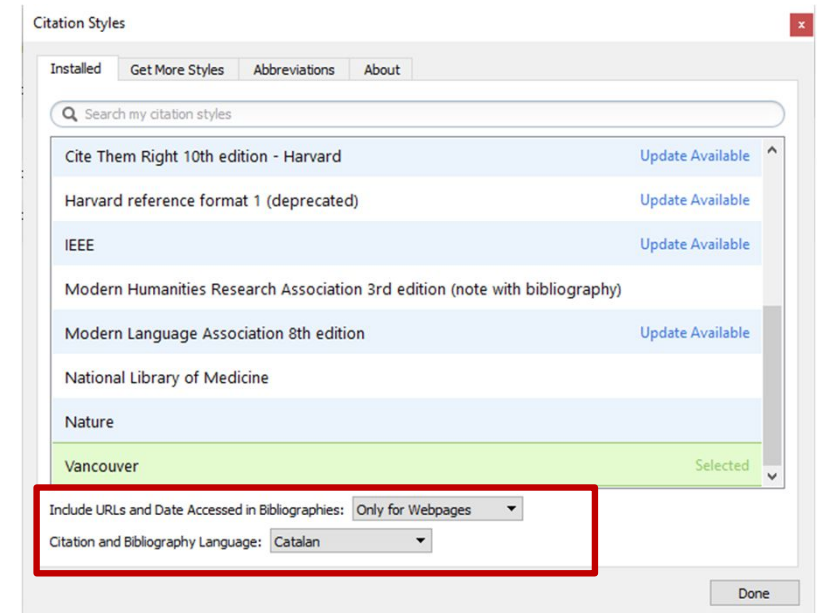 Citation Styles x
Installed Get More Styles Abbreviations About
Search my citation styles
Cite Them Right 10th edition - Harvard Update Available
Harvard reference format 1 (deprecated) Update Available
IEEE Update Available
Modern Humanities Research Association 3rd edition (note with bibliography)
Modern Language Association 8th edition Update Available
National Library of Medicine
Nature
Vancouver Selected
Include URLs and Date Accessed in Bibliographies: Only for Webpages
Citation and Bibliography Language: Catalan
Done